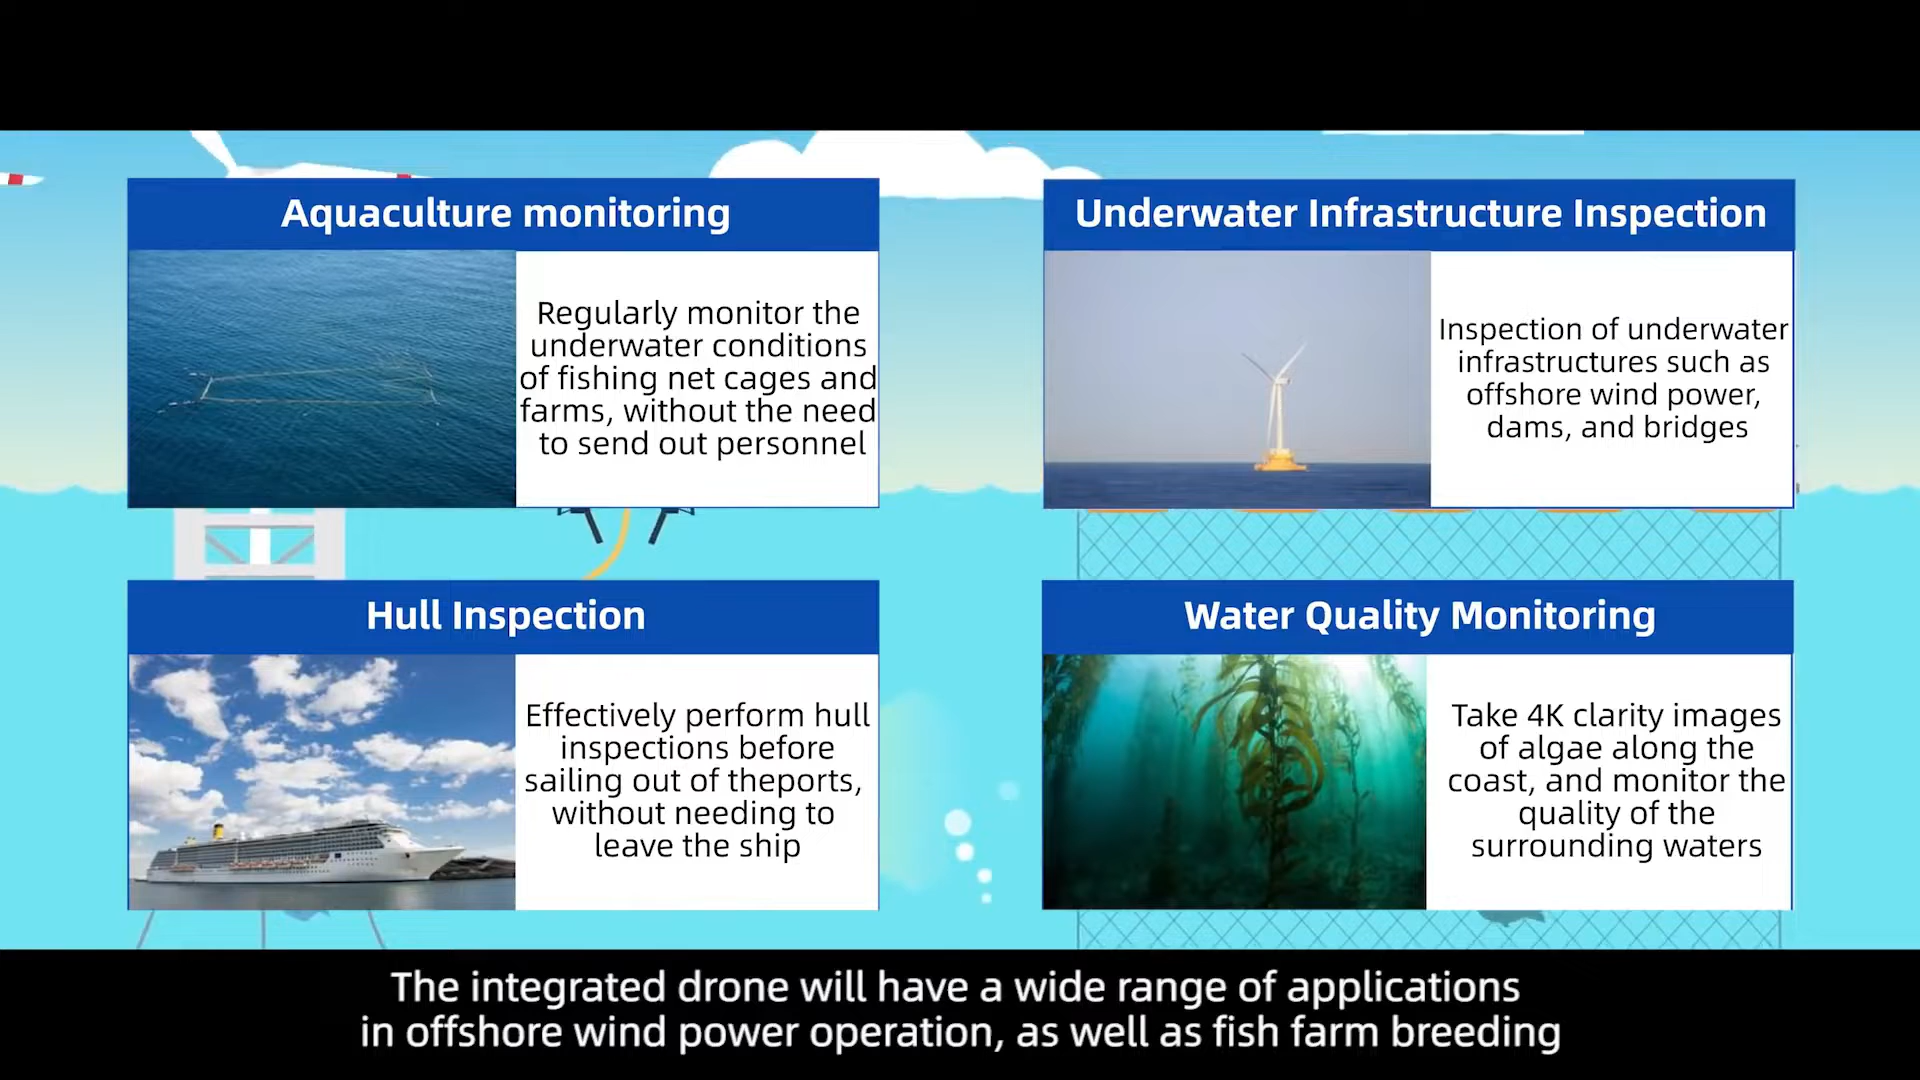 Aquaculture monitoring
Regularly monitor the
underwater conditions
of fishing net cages and
farms, without the need
to send out personnel
Underwater Infrastructure Inspection
Inspection of underwater
infrastructures such as
offshore wind power,
dams, and bridges
Hull Inspection
Effectively perform hull
inspections before
sailing out of theports,
without needing to
leave the ship
Water Quality Monitoring
Take 4K clarity images
of algae along the
coast, and monitor the
quality of the
surrounding waters
The integrated drone will have a wide range of applications
in offshore wind power operation, as well as fish farm breeding